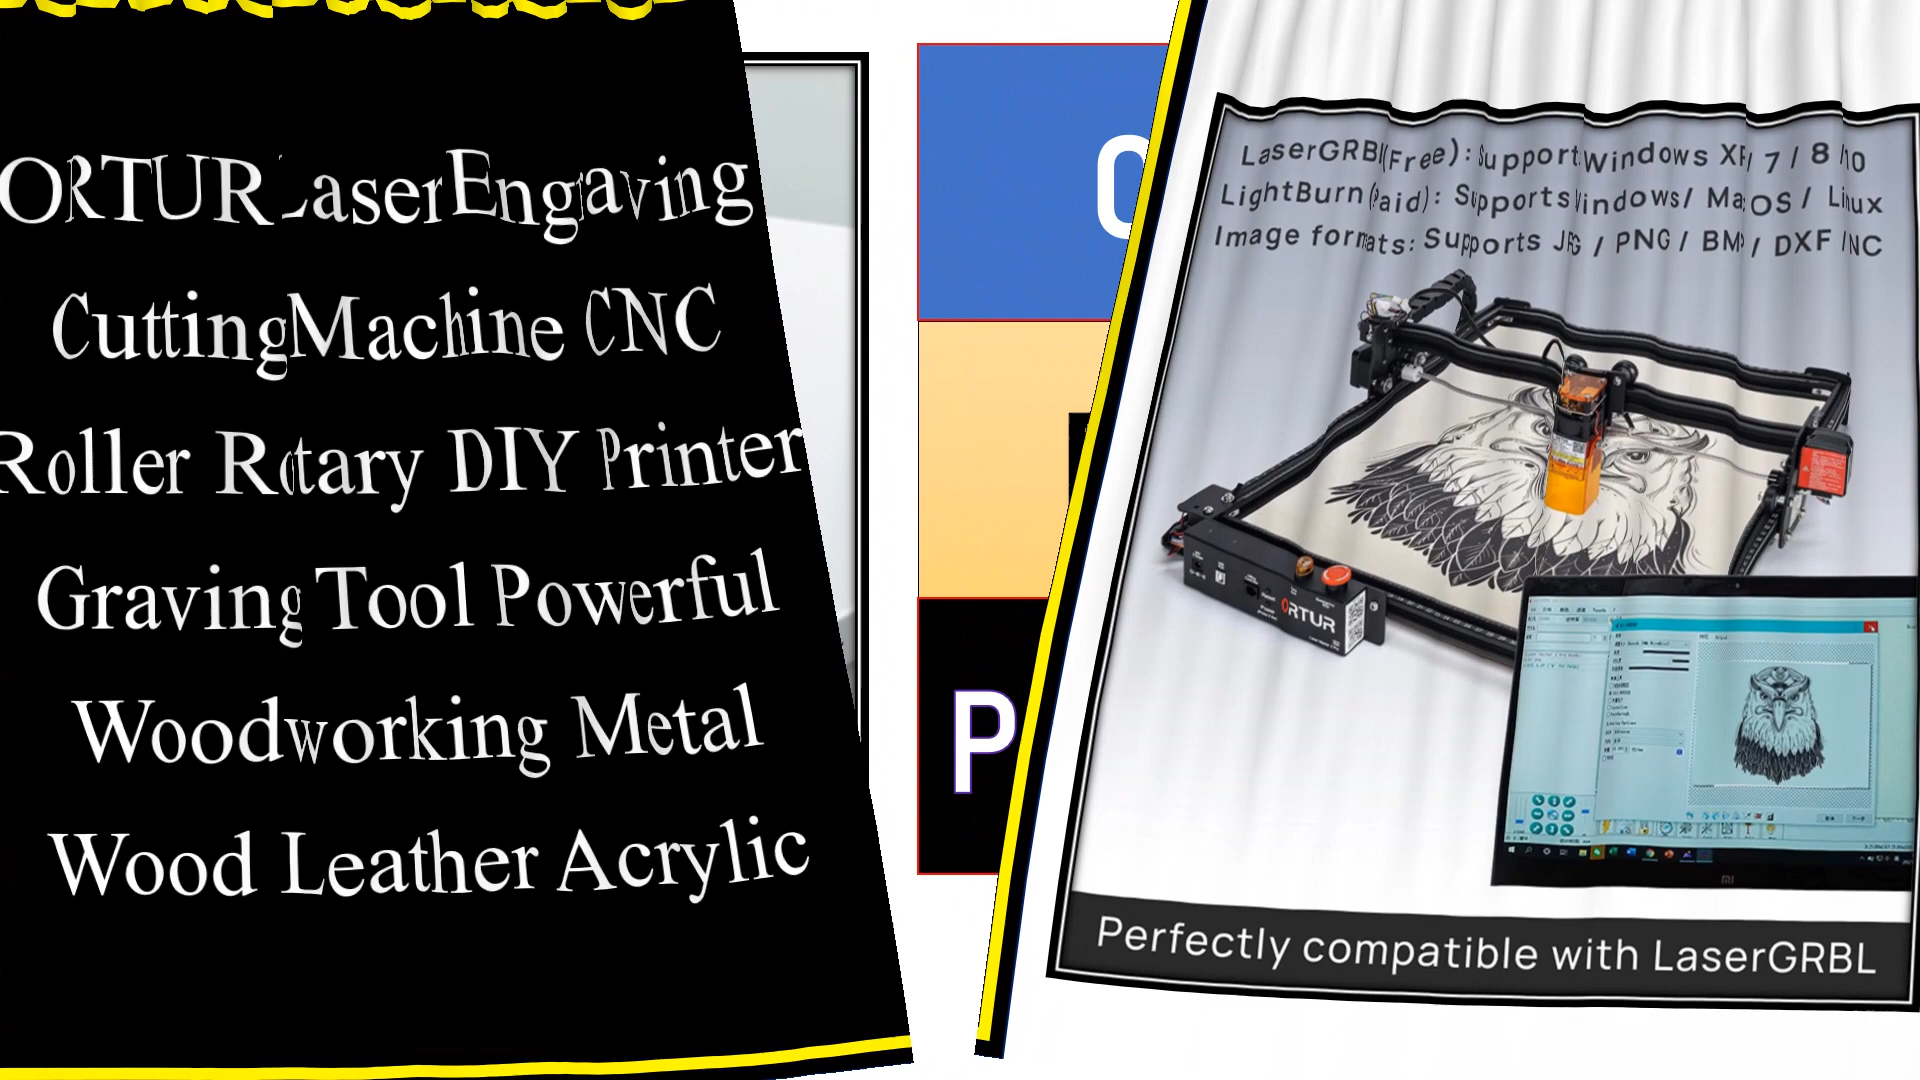 ORTUR Laser Engraving
Cutting Machine CNC
Roller Rotary DIY Printer
Graving Tool Powerful
Woodworking Metal
Wood Leather Acrylic
P
LaserGRBL(Free): Support Windows XP/ 7 / 8 /10
LightBurn (Paid): Supports Windows/ MacOS / Linux
Image formats: Supports JPG / PNG / BMP / DXF /NC
ORTUR
mi
Perfectly compatible with LaserGRBL